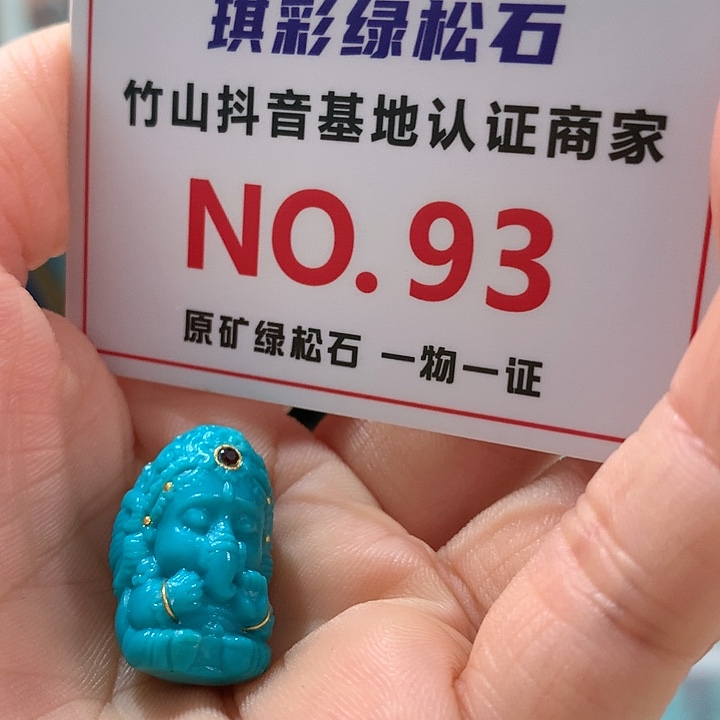 琪彩绿松石
竹山抖音基地认证商家
NO. 93
原矿绿松石 一物一证